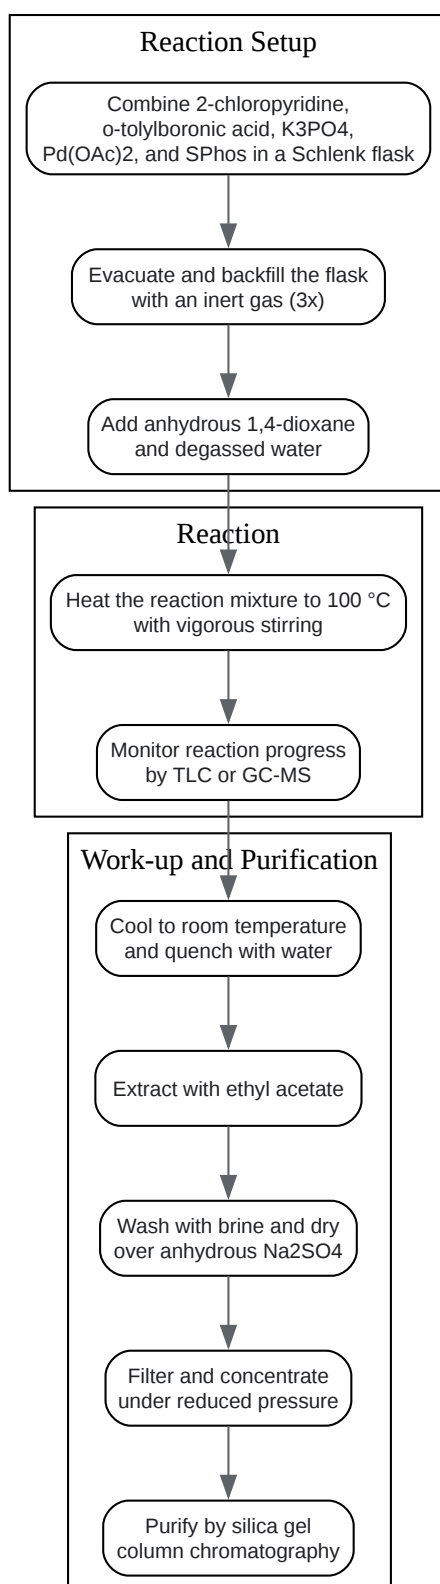 Reaction Setup
Combine 2-chloropyridine,
o-tolylboronic acid, K3PO4,
Pd(OAc)2, and SPhos in a Schlenk flask
Evacuate and backfill the flask
with an inert gas (3x)
Add anhydrous 1,4-dioxane
and degassed water
Reaction
Heat the reaction mixture to 100 °C
with vigorous stirring
Monitor reaction progress
by TLC or GC-MS
Work-up and Purification
Cool to room temperature
and quench with water
Extract with ethyl acetate
Wash with brine and dry
over anhydrous Na2SO4
Filter and concentrate
under reduced pressure
Purify by silica gel
column chromatography